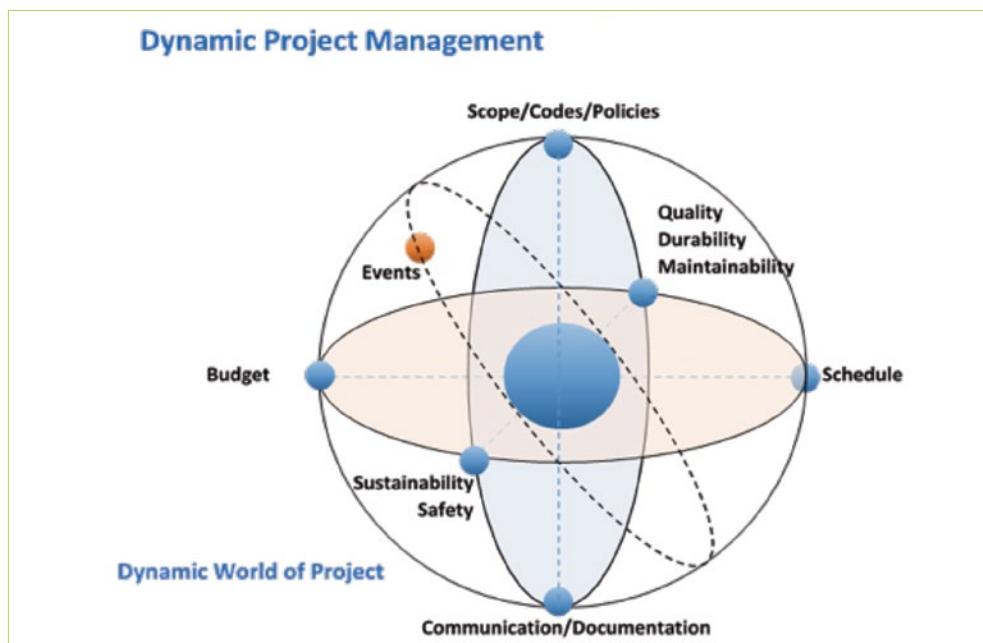 Dynamic Project Management
Scope/Codes/Policies
Quality
Durability
Maintainability
Events
Budget
Schedule
Sustainability
Safety
Dynamic World of Project
Communication/Documentation